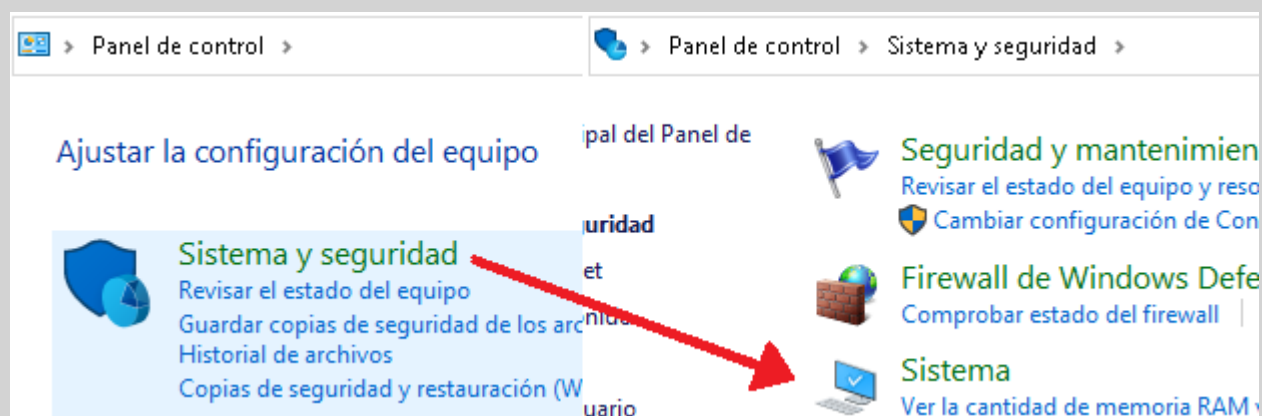 Panel de control
Ajustar la configuración del equipo
Sistema y seguridad
Revisar el estado del equipo
Guardar copias de seguridad de los arc
Historial de archivos
Copias de seguridad y restauración (W
Panel de control > Sistema y seguridad >
ipal del Panel de
uridad
et
uario
Seguridad y mantenimien
Revisar el estado del equipo y reso
Cambiar configuración de Con
Firewall de Windows Defe
Comprobar estado del firewall
Sistema
Ver la cantidad de memoria RAM y